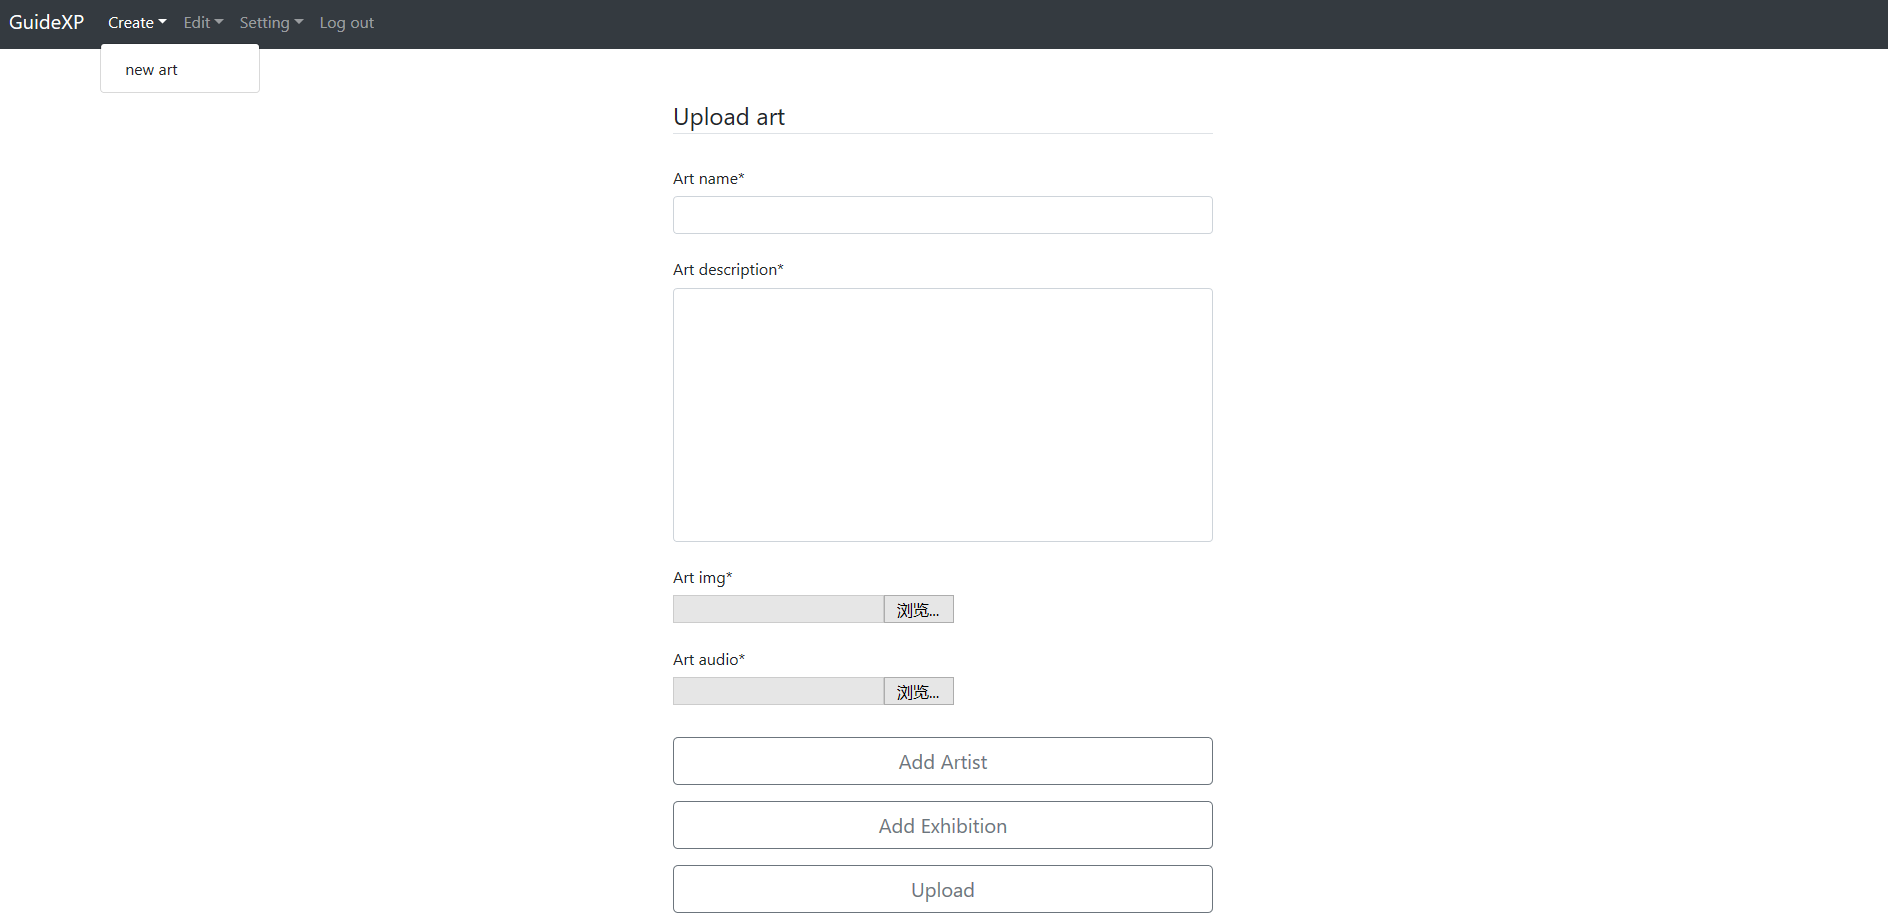 GuideXP Create Edit Setting Log out
new art
Upload art
Art name*
Art description*
Art img*
浏览...
Art audio*
浏览...
Add Artist
Add Exhibition
Upload